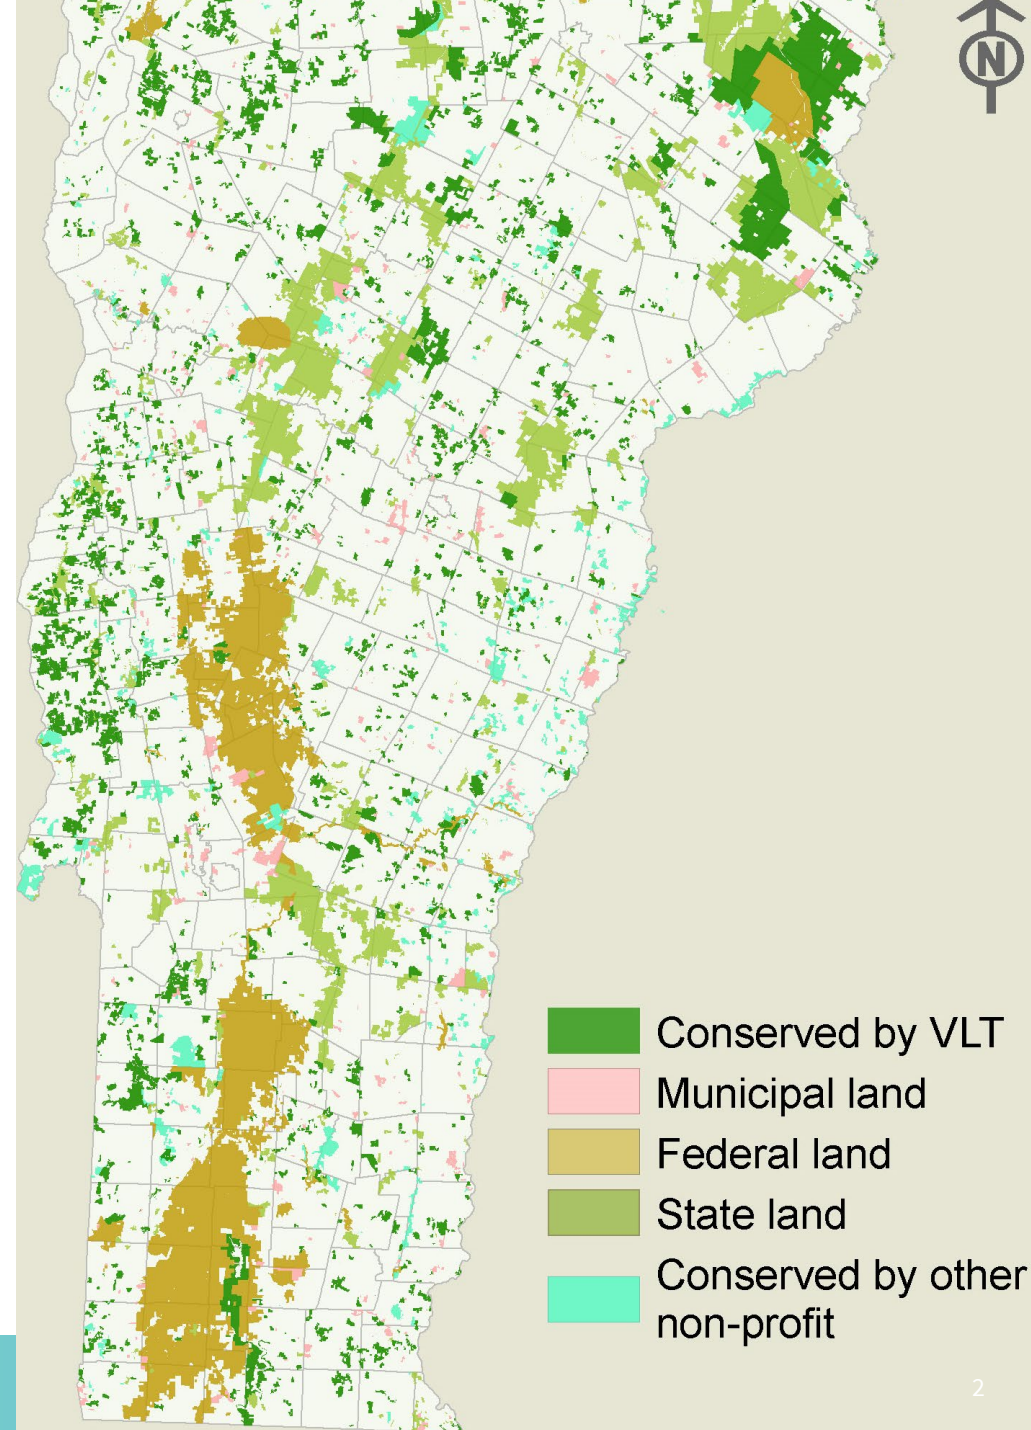 N
Conserved by VLT
Municipal land
Federal land
State land
Conserved by other
non-profit
2